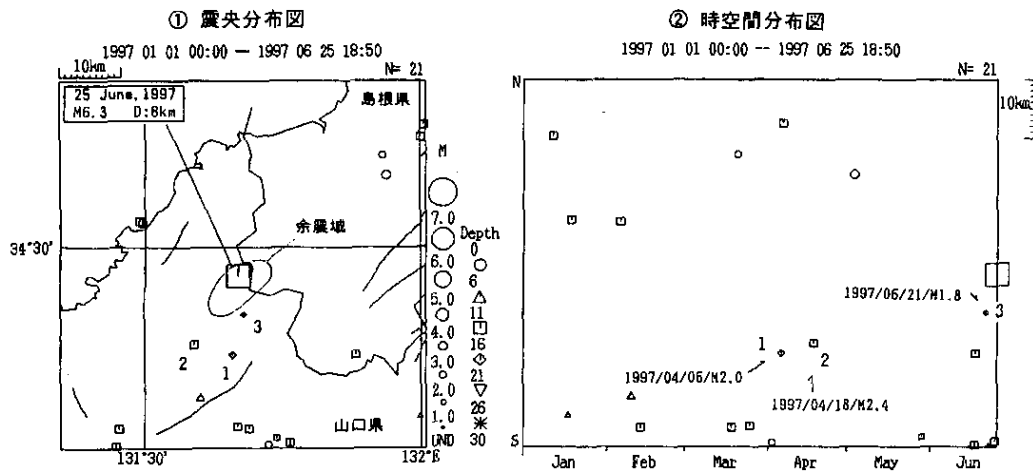 ① 震央分布図
1997 01 01 00:00 — 1997 06 25 18:50
10km
N= 21
25 June,1997
M6.3 D:8km
島根県
余震域
34°30'
3
2
1
山口県
131°30'
132°E
M
7.0
6.0
5.0
4.0
3.0
2.0
1.0
UND
Depth
0
6
11
16
21
26
30
② 時空間分布図
1997 01 01 00:00 -- 1997 06 25 18:50
N= 21
N
10km
1997/06/21/M1.8
3
1
2
1997/04/06/M2.0
1997/04/18/M2.4
S
Jan Feb Mar Apr May Jun